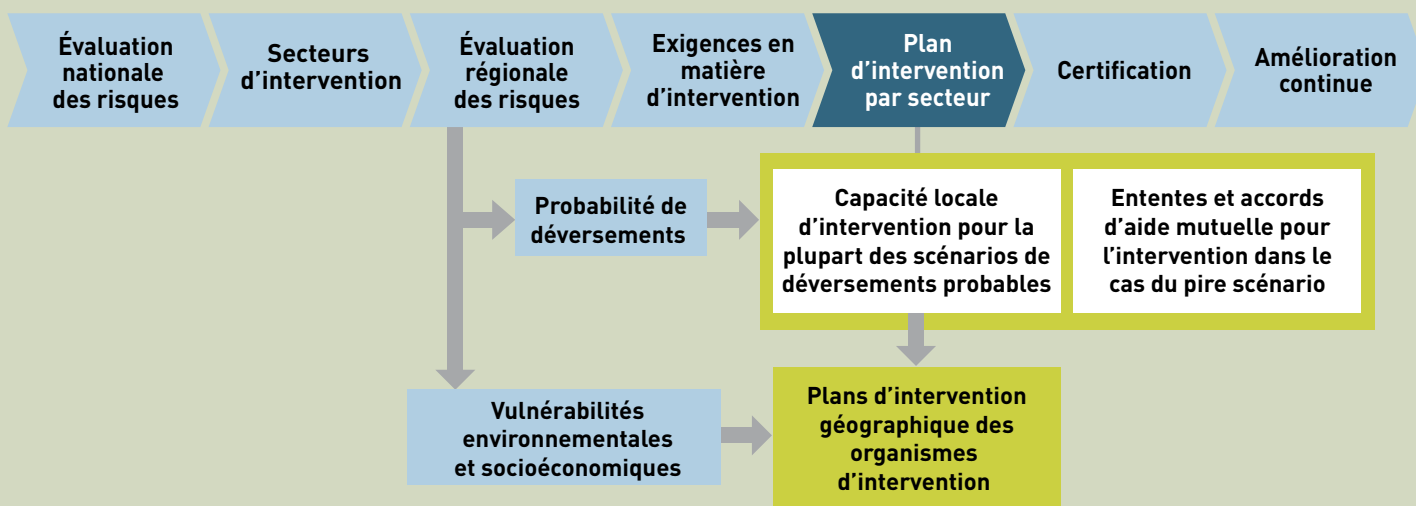 Évaluation
nationale
des risques
Secteurs
d’intervention
Évaluation
régionale
des risques
Exigences en
matière
d’intervention
Plan
d’intervention
par secteur
Certification
Amélioration
continue
Probabilité de
déversements
Capacité locale
d’intervention pour la
plupart des scénarios de
déversements probables
Ententes et accords
d’aide mutuelle pour
l’intervention dans le
cas du pire scénario
Vulnérabilités
environnementales
et socioéconomiques
Plans d’intervention
géographique des
organismes
d’intervention